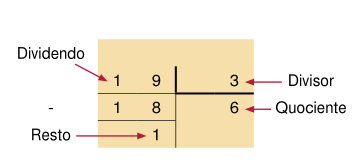 Dividendo
1 9 3 Divisor
- 1 8 6 Quociente
Resto 1